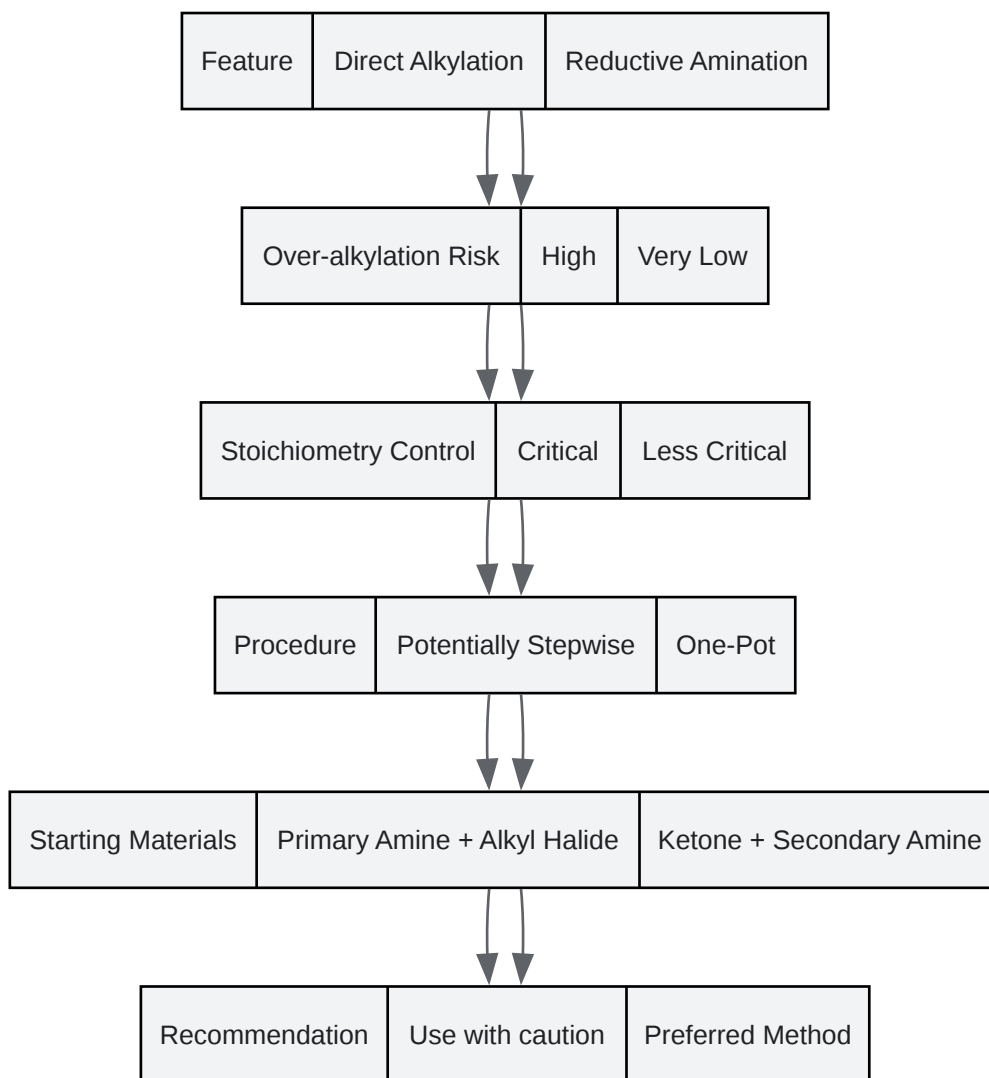 Feature Direct Alkylation Reductive Amination
Over-alkylation Risk High Very Low
Stoichiometry Control Critical Less Critical
Procedure Potentially Stepwise One-Pot
Starting Materials Primary Amine + Alkyl Halide Ketone + Secondary Amine
Recommendation Use with caution Preferred Method